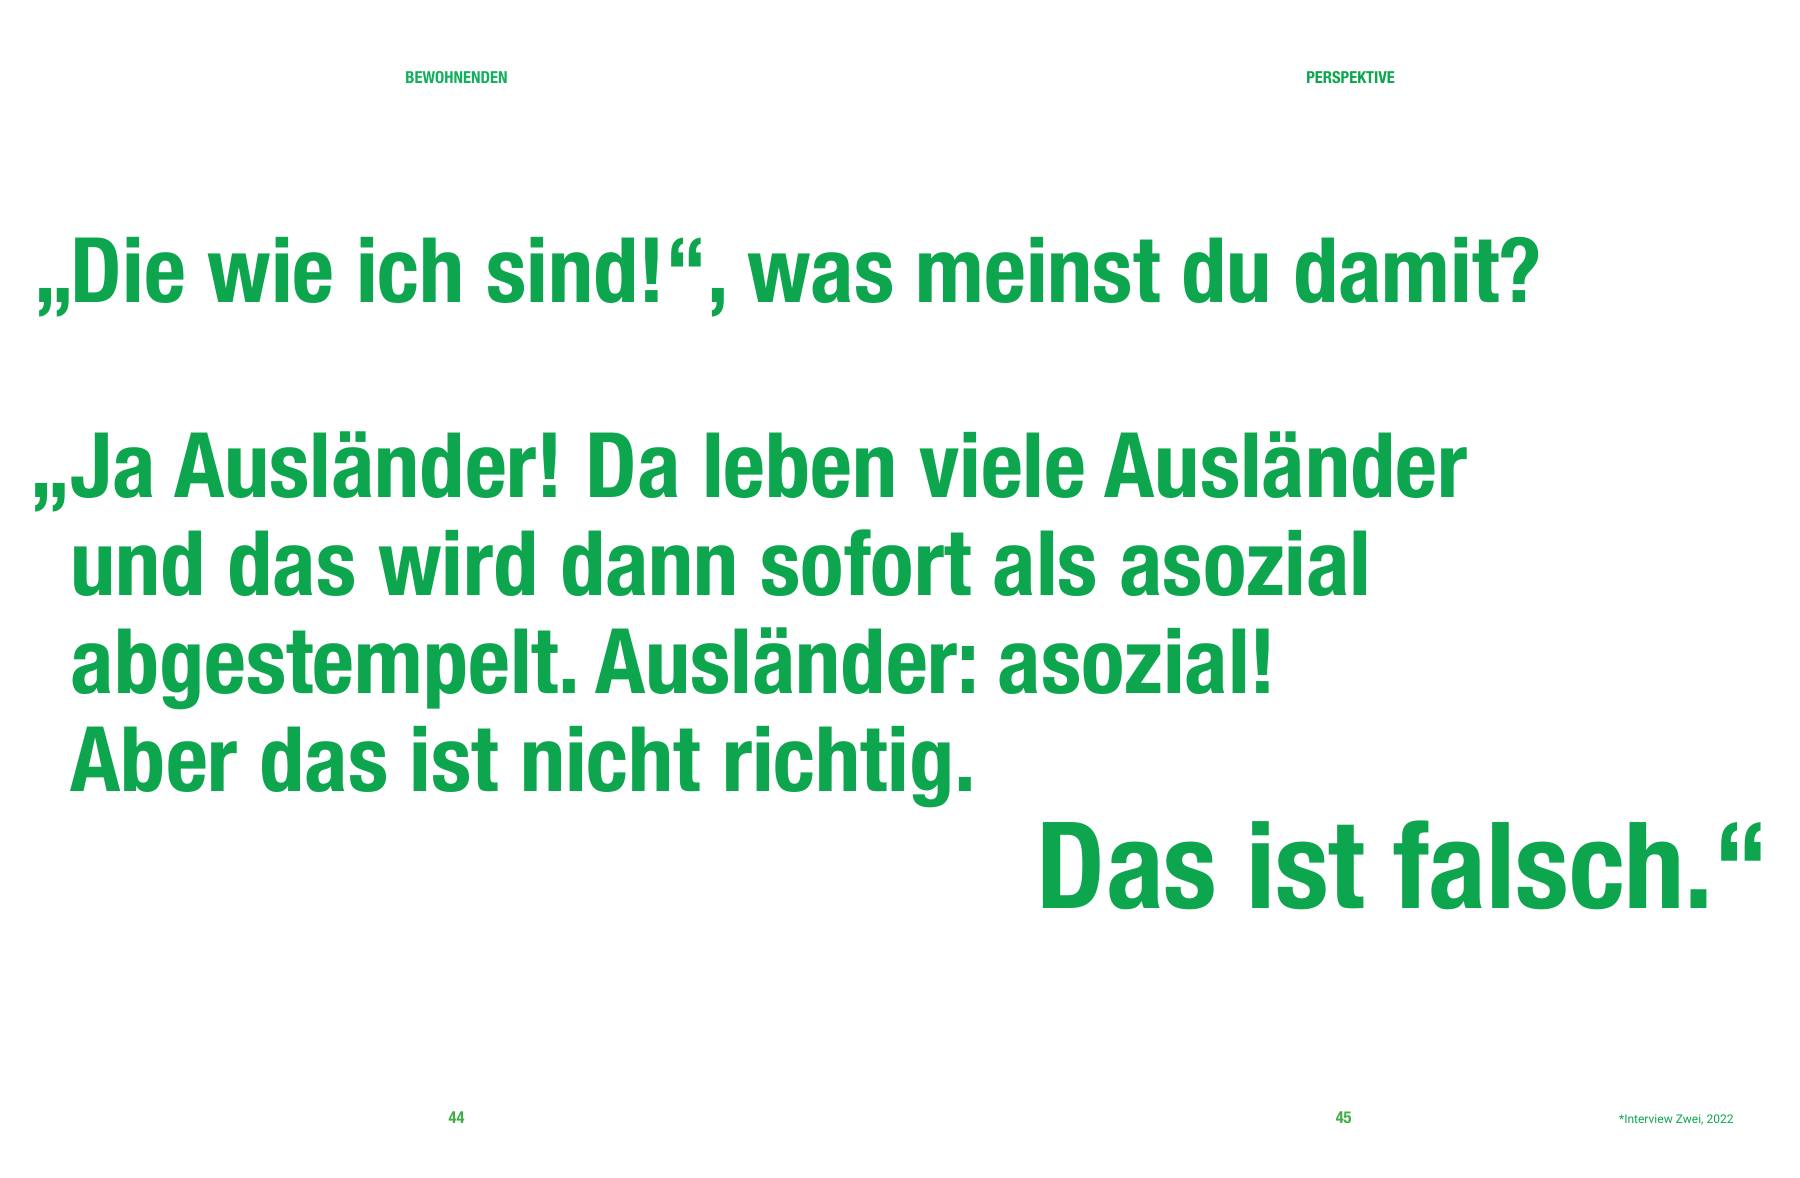 BEWOHNENDEN
PERSPEKTIVE
„Die wie ich sind!“, was meinst du damit?
„Ja Ausländer! Da leben viele Ausländer
und das wird dann sofort als asozial
abgestempelt. Ausländer: asozial!
Aber das ist nicht richtig.
Das ist falsch.“
44
45
*Interview Zwei, 2022